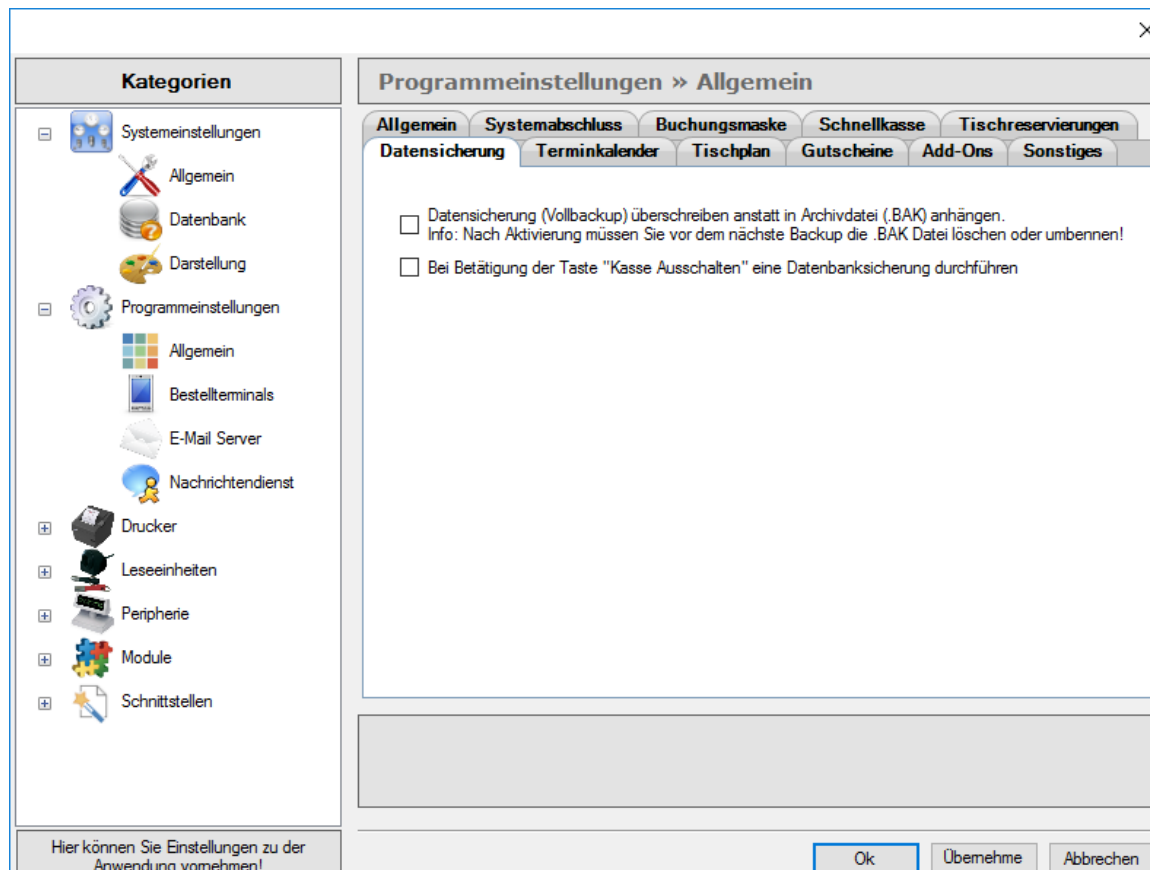 Kategorien
Systemeinstellungen
Allgemein
Datenbank
Darstellung
Programmeinstellungen
Allgemein
Bestellterminals
E-Mail Server
Nachrichtendienst
Drucker
Leseeinheiten
Peripherie
Module
Schnittstellen
Hier können Sie Einstellungen zu der
Anwendung vornehmen!
Programmeinstellungen » Allgemein
Allgemein Systemabschluss Buchungsmaske Schnellkasse Tischreservierungen
Datensicherung Terminkalender Tischplan Gutscheine Add-Ons Sonstiges
Datensicherung (Vollbackup) überschreiben anstatt in Archivdatei (.BAK) anhängen.
Info: Nach Aktivierung müssen Sie vor dem nächste Backup die .BAK Datei löschen oder umbennen!
Bei Betätigung der Taste "Kasse Ausschalten" eine Datenbanksicherung durchführen
Ok Übernehme Abbrechen